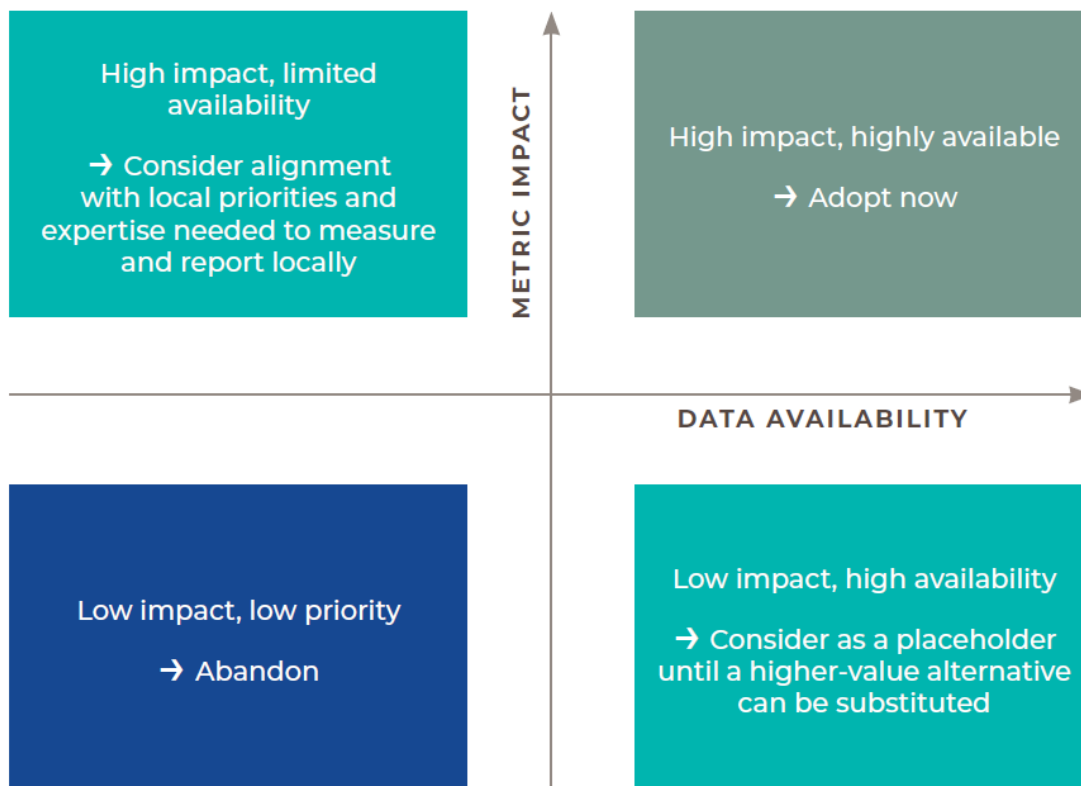 High impact, limited
availability
→ Consider alignment
with local priorities and
expertise needed to measure
and report locally
METRIC IMPACT
High impact, highly available
→ Adopt now
DATA AVAILABILITY
Low impact, low priority
→ Abandon
Low impact, high availability
→ Consider as a placeholder
until a higher-value alternative
can be substituted